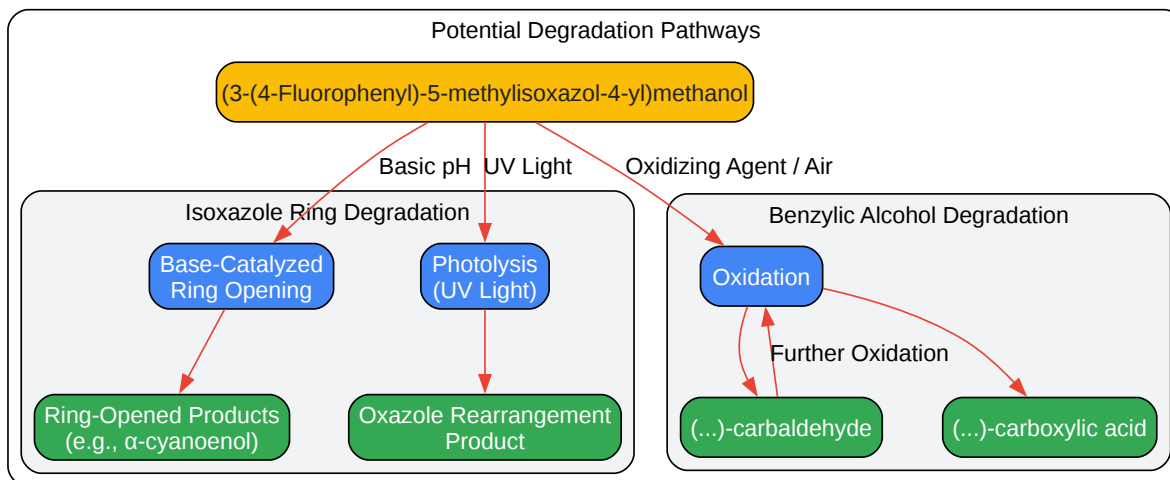 Potential Degradation Pathways
(3-(4-Fluorophenyl)-5-methylisoxazol-4-yl)methanol
Basic pH
UV Light
Oxidizing Agent / Air
Isoxazole Ring Degradation
Benzylic Alcohol Degradation
Base-Catalyzed
Ring Opening
Photolysis
(UV Light)
Oxidation
Further Oxidation
Ring-Opened Products
(e.g., α-cyanoenol)
Oxazole Rearrangement
Product
(...)-carbaldehyde
(...)-carboxylic acid